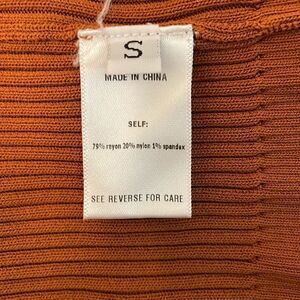 S
MADE IN CHINA
SELF:
79% rayon 20% nylon 1% spandex
SEE REVERSE FOR CARE